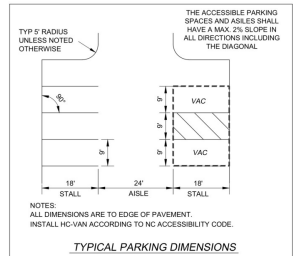 THE ACCESSIBLE PARKING
SPACES AND ASILES SHALL
HAVE A MAX. 2% SLOPE IN
ALL DIRECTIONS INCLUDING
THE DIAGONAL
TYP 5' RADIUS
UNLESS NOTED
OTHERWISE
90°
9'
VAC
9'
9'
9'
VAC
18'
24'
18'
STALL
AISLE
STALL
NOTES:
ALL DIMENSIONS ARE TO EDGE OF PAVEMENT.
INSTALL HC-VAN ACCORDING TO NC ACCESSIBILITY CODE.
TYPICAL PARKING DIMENSIONS